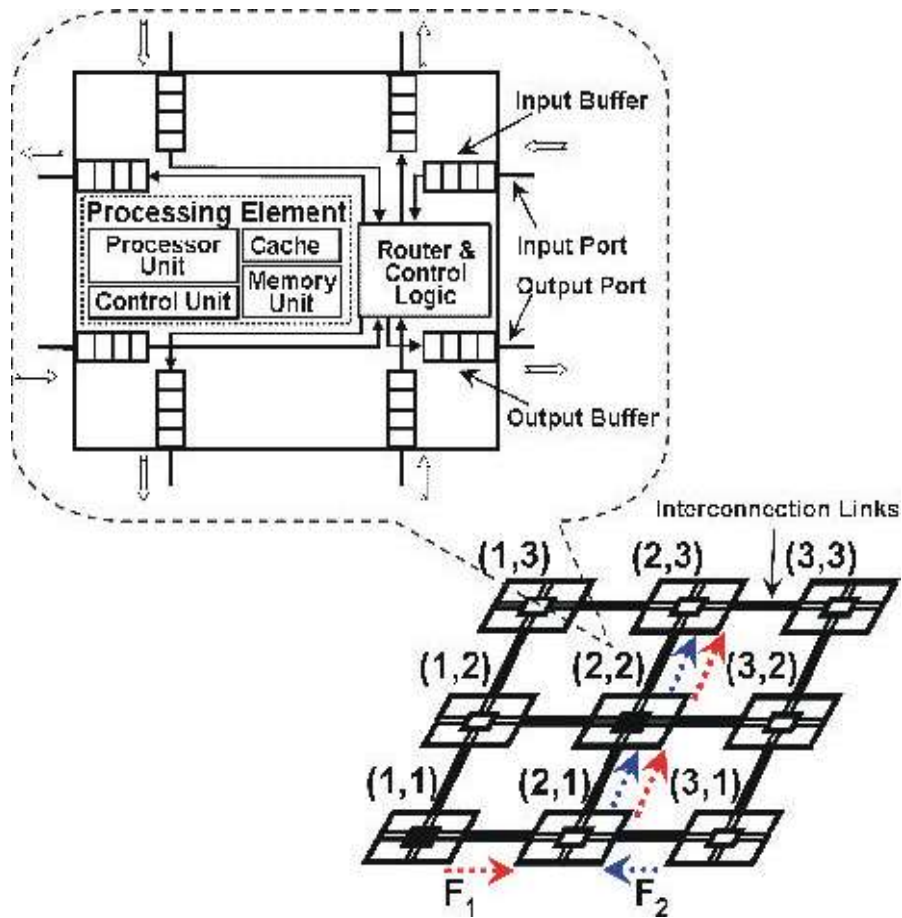 Input Buffer
Processing Element
Processor
Unit
Cache
Control Unit
Memory
Unit
Router &
Control
Logic
Input Port
Output Port
Output Buffer
Interconnection Links
(1,3) (2,3) (3,3)
(1,2) (2,2) (3,2)
(1,1) (2,1) (3,1)
F1 F2